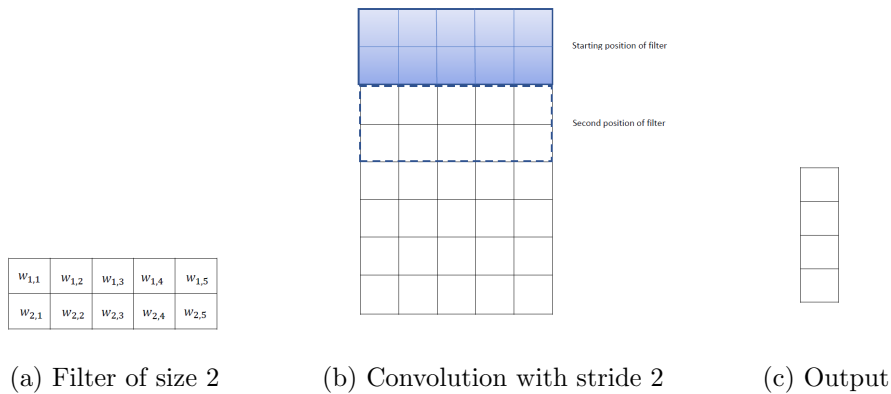 Starting position of filter
Second position of filter
w1,1 w1,2 w1,3 w1,4 w1,5
w2,1 w2,2 w2,3 w2,4 w2,5
(a) Filter of size 2
(b) Convolution with stride 2
(c) Output